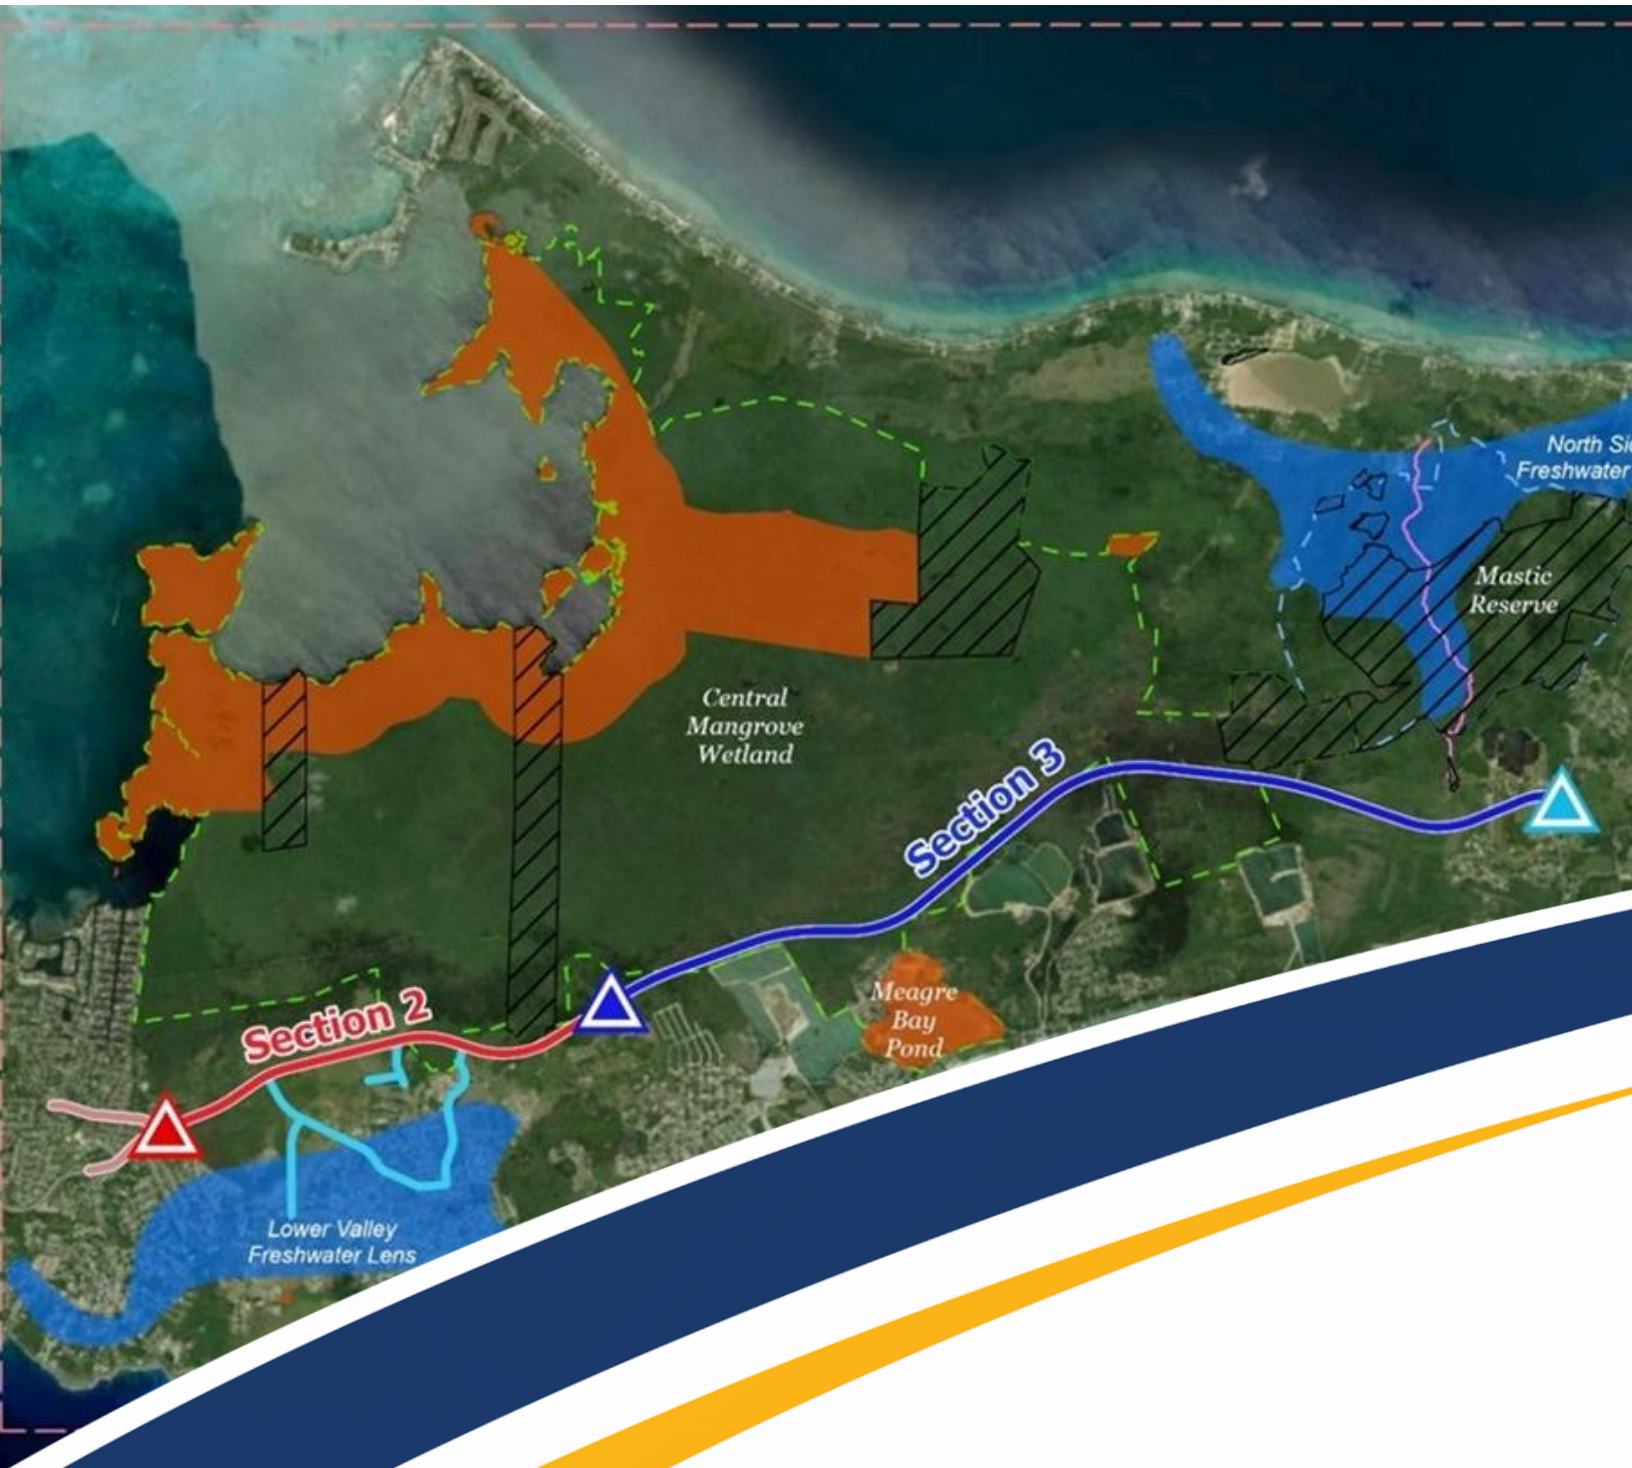 North Si
Freshwater
Mastic
Reserve
Central
Mangrove
Wetland
Section 3
Meagre
Bay
Pond
Section 2
Lower Valley
Freshwater Lens